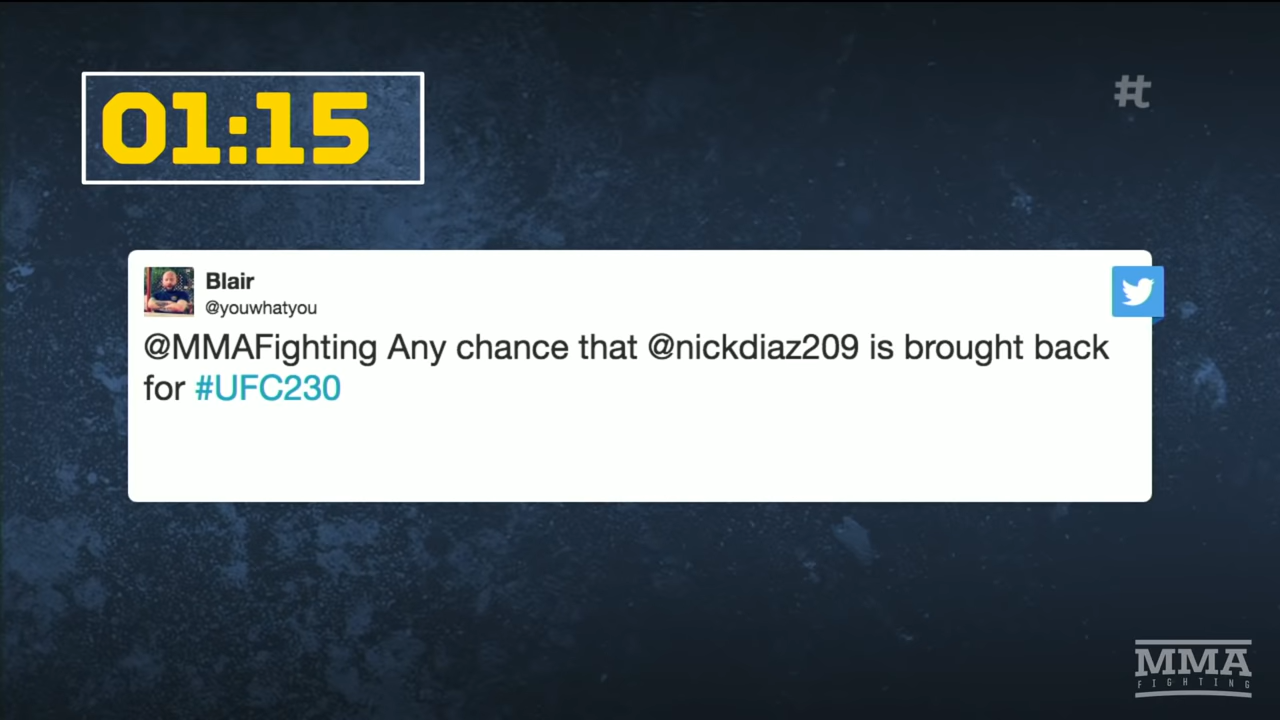 01:15
#t
Blair
@youwhatyou
@MMAFighting Any chance that @nickdiaz209 is brought back
for #UFC230
MMA
FIGHTING